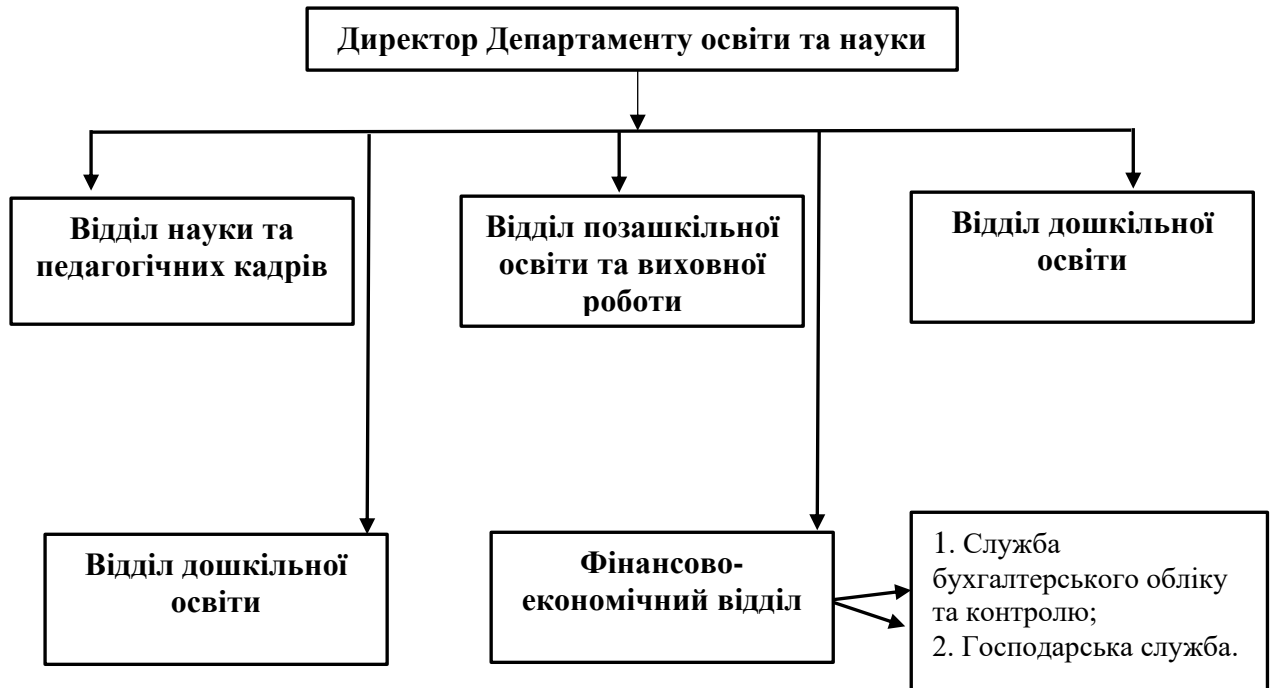 Директор Департаменту освіти та науки
Відділ науки та
педагогічних кадрів
Відділ позашкільної
освіти та виховної
роботи
Відділ дошкільної
освіти
Відділ дошкільної
освіти
Фінансово-
економічний відділ
1. Служба
бухгалтерського обліку
та контролю;
2. Господарська служба.